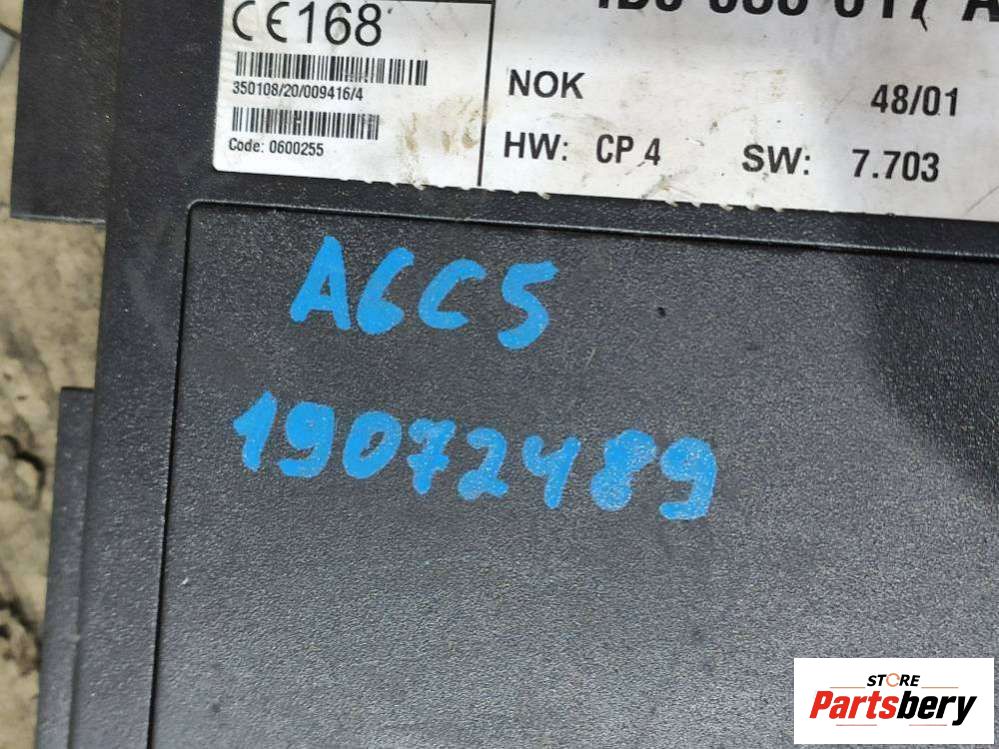 CE168
350108/20/009416/4
Code: 0600255
NOK
48/01
HW: CP 4 SW: 7.703
A6C5
19072489
STORE
Partsbery